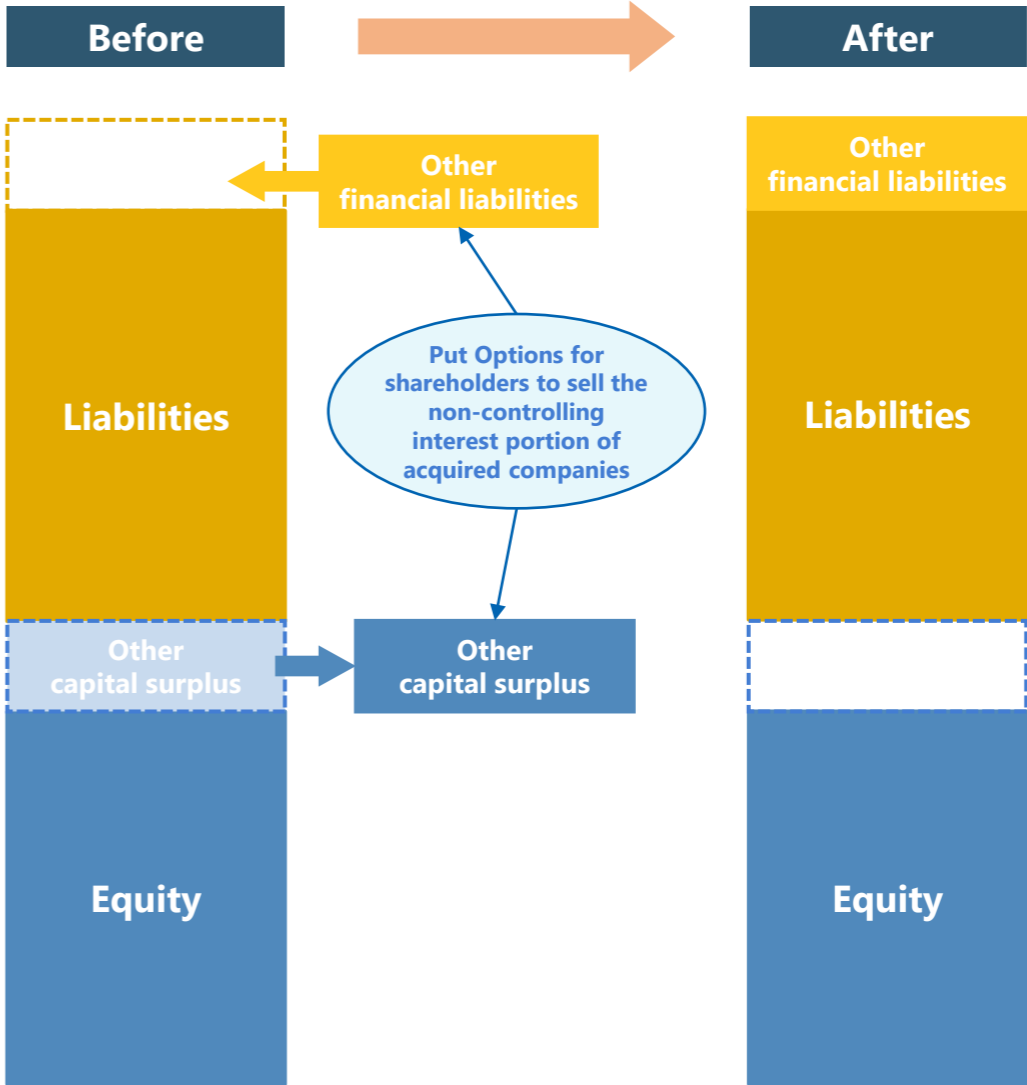 Before
After
Other
financial liabilities
Other
financial liabilities
Put Options for
shareholders to sell the
non-controlling
interest portion of
acquired companies
Liabilities
Liabilities
Other
capital surplus
Other
capital surplus
Equity
Equity